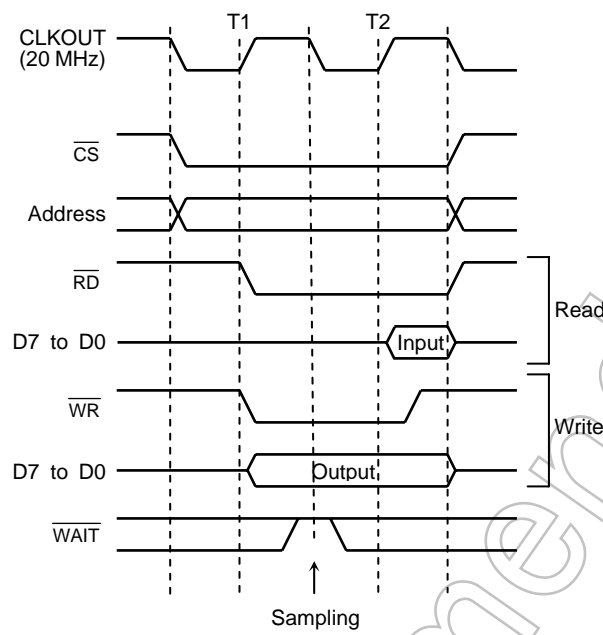 T1 T2
CLKOUT
(20 MHz)
CS
Address
RD
Read
D7 to D0 Input
WR
Write
D7 to D0 Output
WAIT
Sampling